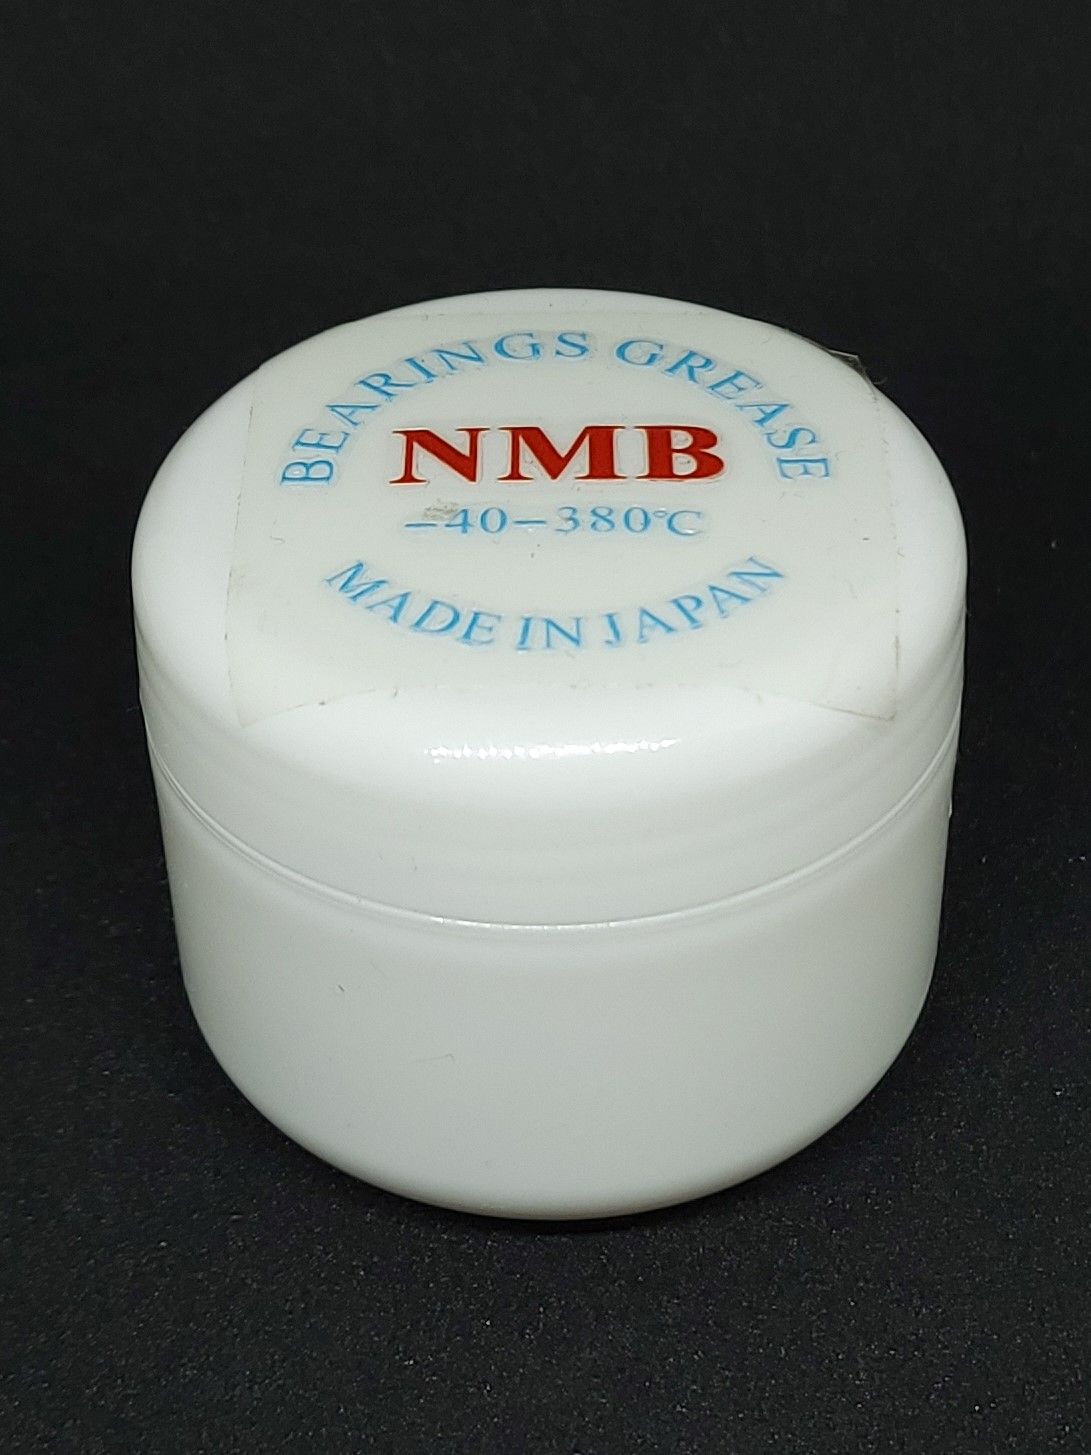 BEARINGS GREASE
NMB
-40-380℃
MADE IN JAPAN